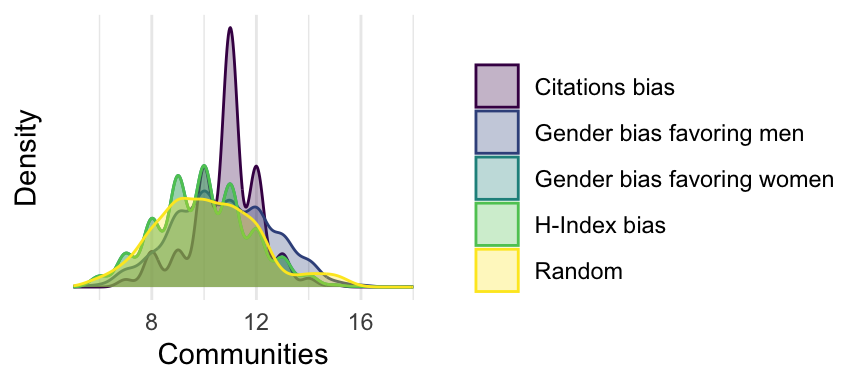 Density
8 12 16
Communities
Citations bias
Gender bias favoring men
Gender bias favoring women
H-Index bias
Random